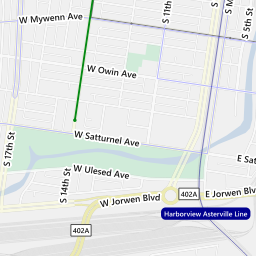 W Mywenn Ave
S 11th
S M
S 5th St
W Owin Ave
S 17th St
W Satturnel Ave
E Sat
W Ulesed Ave
S 14th St
402A
E Jorwen Blvd
W Jorwen Blvd
Harborview Asterville Line
402A